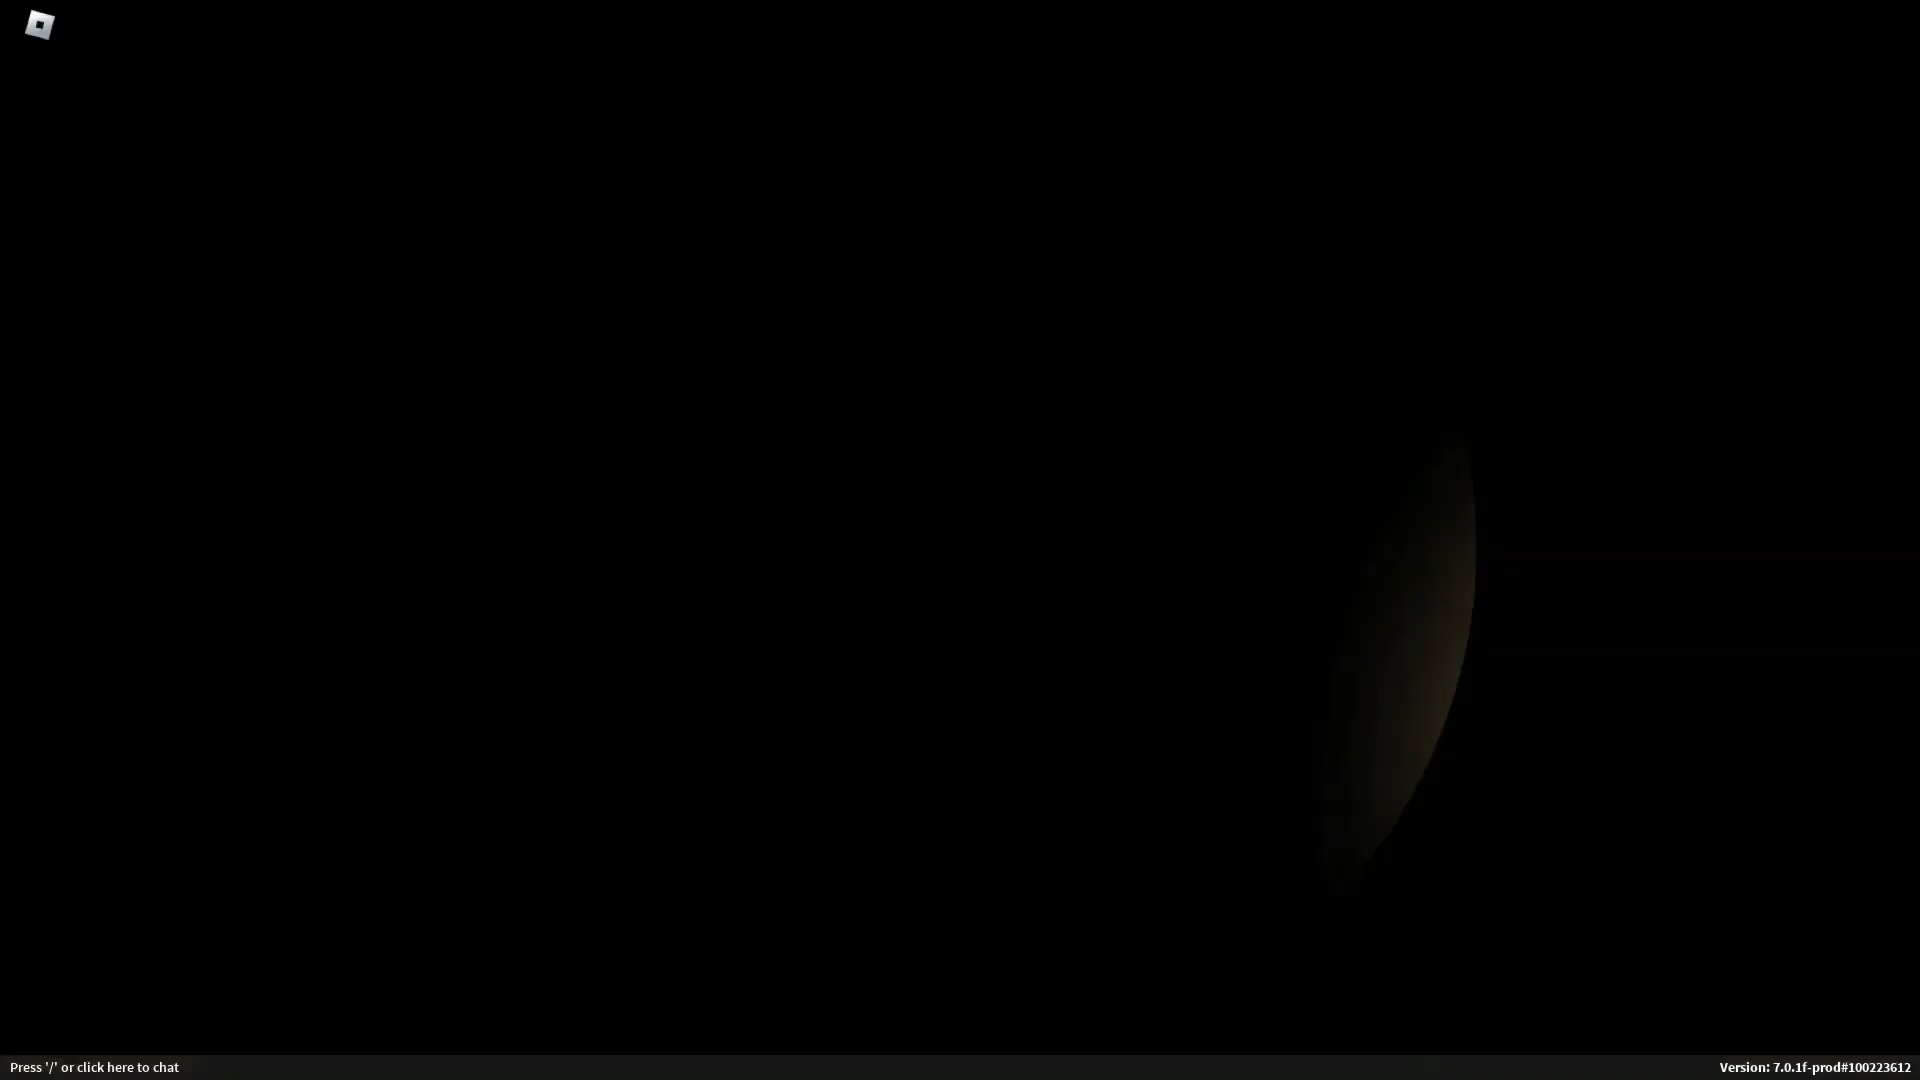 Press '/' or click here to chat
Version: 7.0.1f-prod#100223612